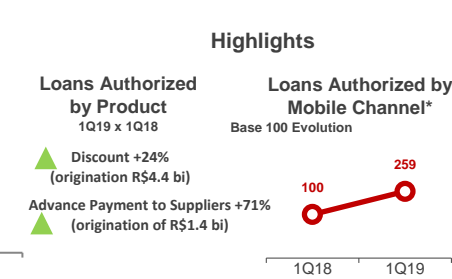 Highlights
Loans Authorized
by Product
1Q19 x 1Q18
Discount +24%
(origination R$4.4 bi)
Advance Payment to Suppliers +71%
(origination of R$1.4 bi)
Loans Authorized by
Mobile Channel*
Base 100 Evolution
259
100
1Q18 1Q19